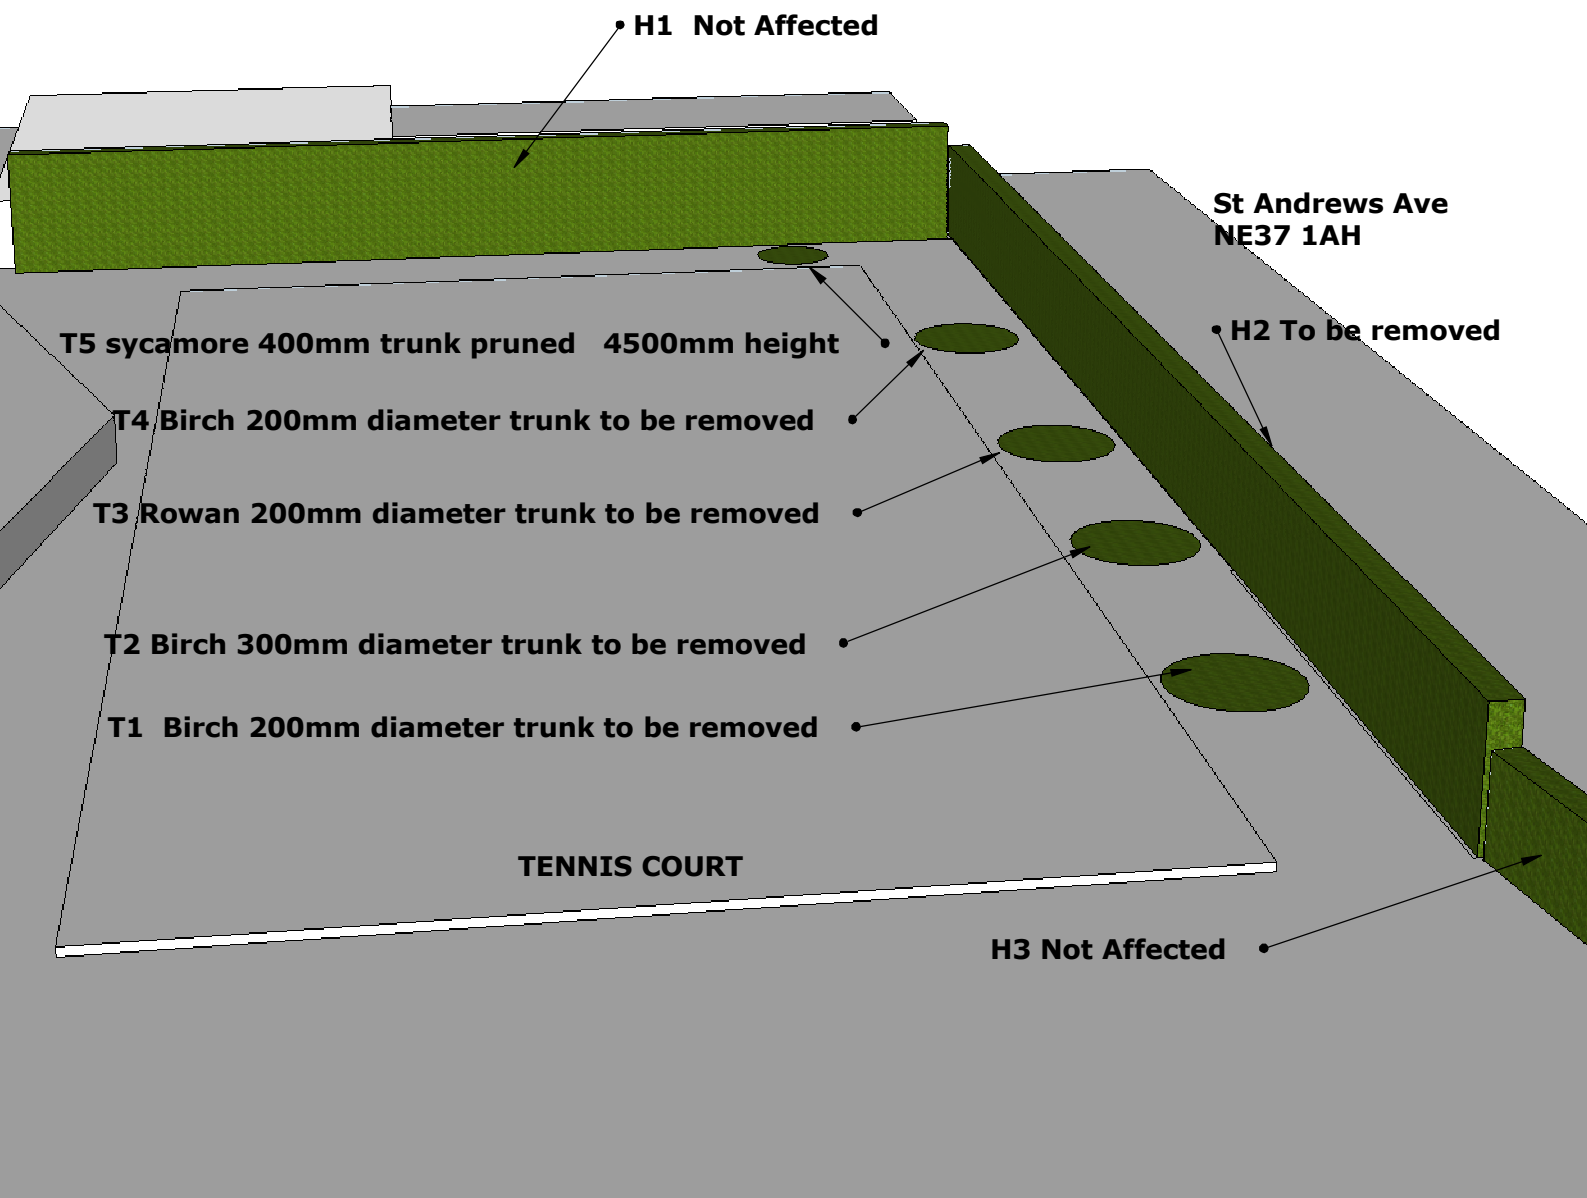 H1  Not Affected
St Andrews Ave
NE37 1AH
H2 To be removed
T5 sycamore 400mm trunk pruned   4500mm height
T4 Birch 200mm diameter trunk to be removed
T3 Rowan 200mm diameter trunk to be removed
T2 Birch 300mm diameter trunk to be removed
T1  Birch 200mm diameter trunk to be removed
TENNIS COURT
H3 Not Affected